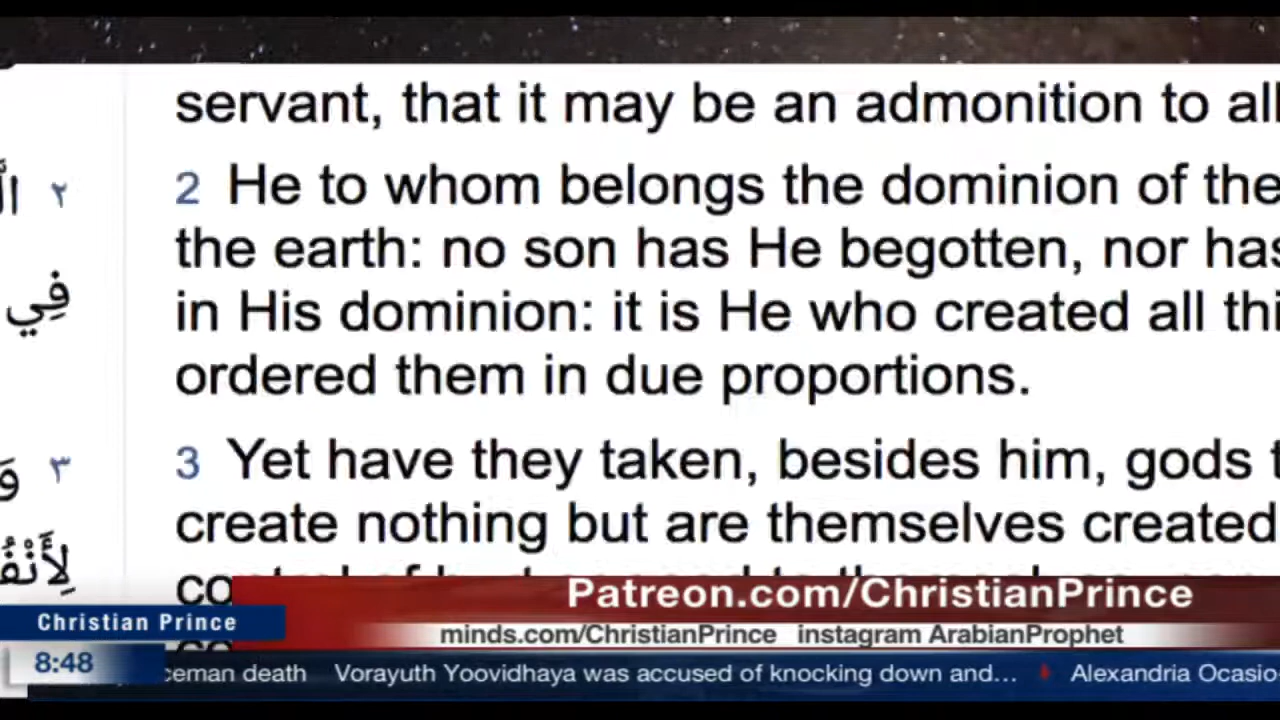 servant, that it may be an admonition to all
٢
2 He to whom belongs the dominion of the
the earth: no son has He begotten, nor has
فِي
in His dominion: it is He who created all
ordered them in due proportions.
٣
3 Yet have they taken, besides him, gods
create nothing but are themselves created
Patreon.com/ChristianPrince
Christian Prince
minds.com/ChristianPrince instagram ArabianProphet
8:48
death Vorayuth Yoovidhaya was accused of knocking down and... Alexandria Ocasio-